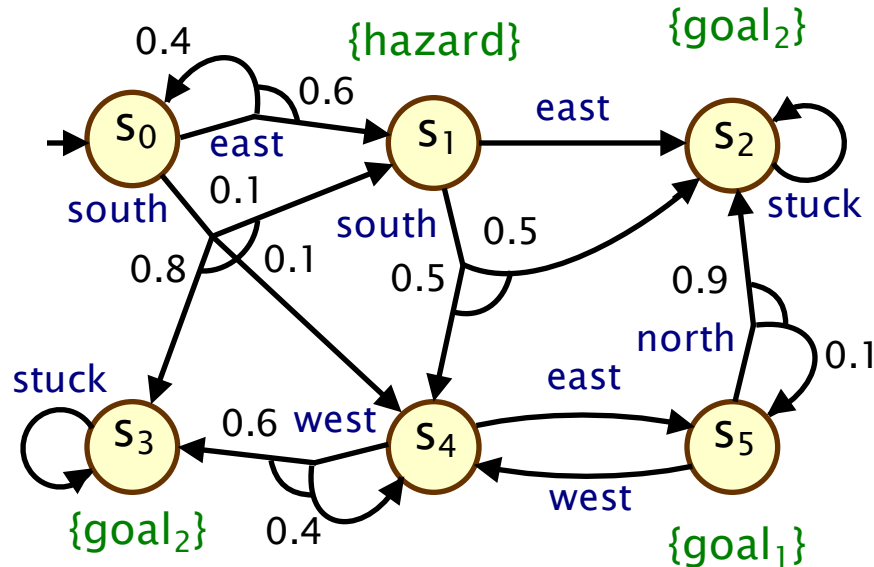 0.4
{hazard}
{goal₂}
0.6
s₀
east
s₁
east
s₂
stuck
south
0.1
south
0.5
0.8
0.1
0.5
0.9
north
0.1
stuck
east
s₃
0.6
west
s₄
s₅
west
{goal₂}
0.4
{goal₁}